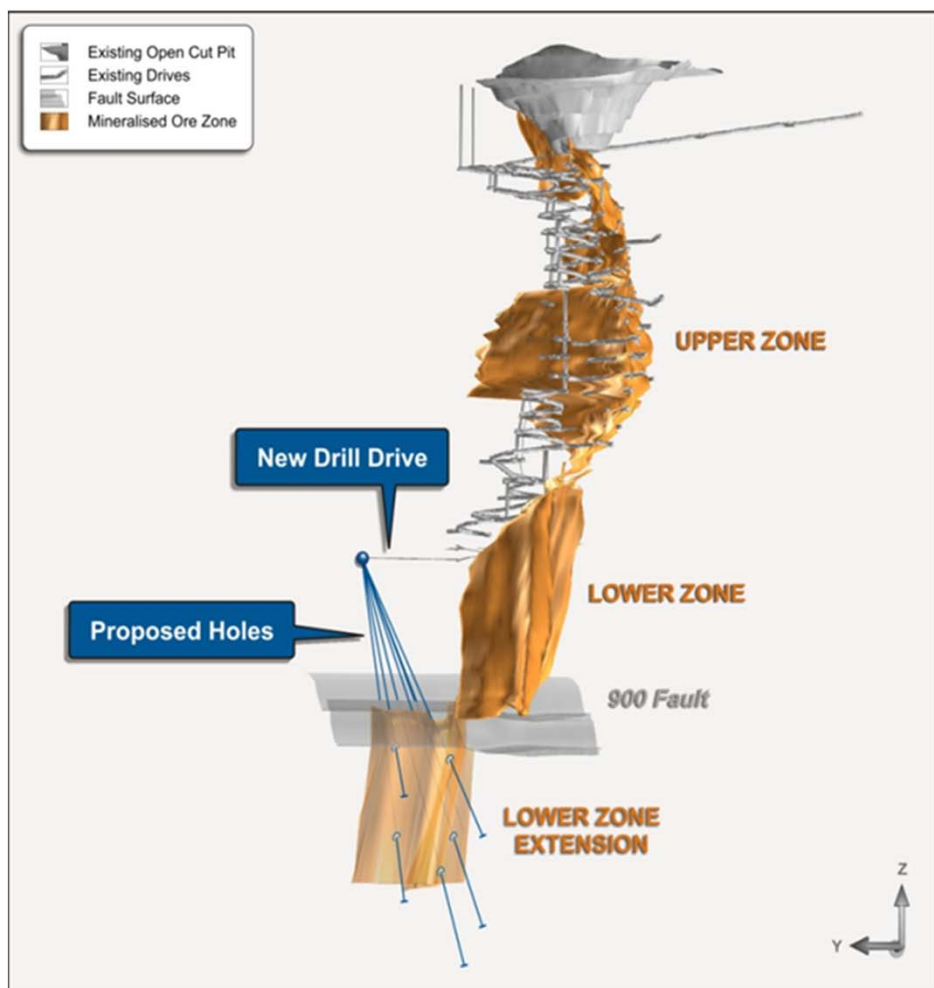 Existing Open Cut Pit
Existing Drives
Fault Surface
Mineralised Ore Zone
UPPER ZONE
New Drill Drive
LOWER ZONE
Proposed Holes
900 Fault
LOWER ZONE
EXTENSION
Z
Y